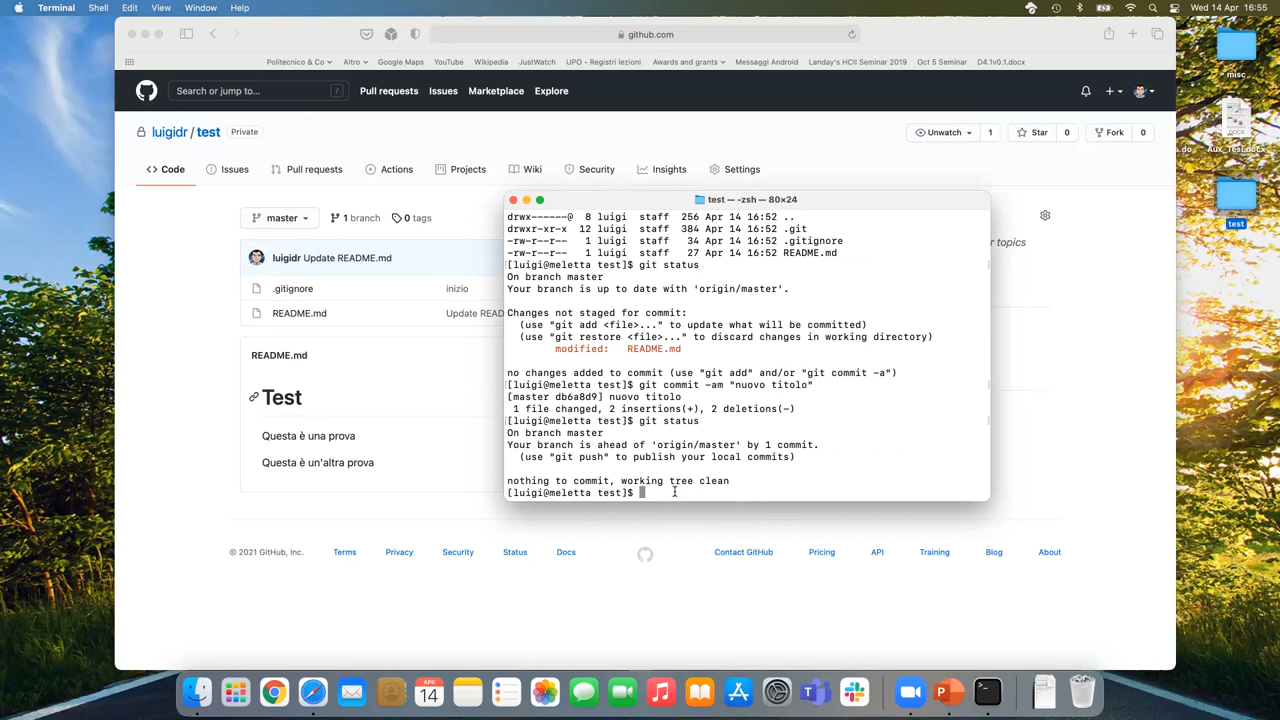 Terminal Shell Edit View Window Help
Wed 14 Apr 16:55
github.com
Politecnico & Co Altro Google Maps YouTube Wikipedia JustWatch UPO - Registri lezioni Awards and grants Messaggi Android Landay's HCII Seminar 2019 Oct 5 Seminar D4.1v0.1.docx
misc
Search or jump to... / Pull requests Issues Marketplace Explore
luigidr / test Private
Unwatch 1 Star 0 Fork 0
s.do
Aux_Test.docx
<> Code Issues Pull requests Actions Projects Wiki Security Insights Settings
test
master 1 branch 0 tags
r topics
luigidr Update README.md
.gitignore inizio
README.md Update READ
README.md
Test
Questa è una prova
Questa è un'altra prova
test — -zsh — 80×24
drwx------@ 8 luigi staff 256 Apr 14 16:52 ..
drwxr-xr-x 12 luigi staff 384 Apr 14 16:52 .git
-rw-r--r-- 1 luigi staff 34 Apr 14 16:52 .gitignore
-rw-r--r-- 1 luigi staff 27 Apr 14 16:52 README.md
[luigi@meletta test]$ git status
On branch master
Your branch is up to date with 'origin/master'.
Changes not staged for commit:
(use "git add <file>..." to update what will be committed)
(use "git restore <file>..." to discard changes in working directory)
modified: README.md
no changes added to commit (use "git add" and/or "git commit -a")
[luigi@meletta test]$ git commit -am "nuovo titolo"
[master db6a8d9] nuovo titolo
1 file changed, 2 insertions(+), 2 deletions(-)
[luigi@meletta test]$ git status
On branch master
Your branch is ahead of 'origin/master' by 1 commit.
(use "git push" to publish your local commits)
nothing to commit, working tree clean
[luigi@meletta test]$
© 2021 GitHub, Inc. Terms Privacy Security Status Docs Contact GitHub Pricing API Training Blog About
APR
14